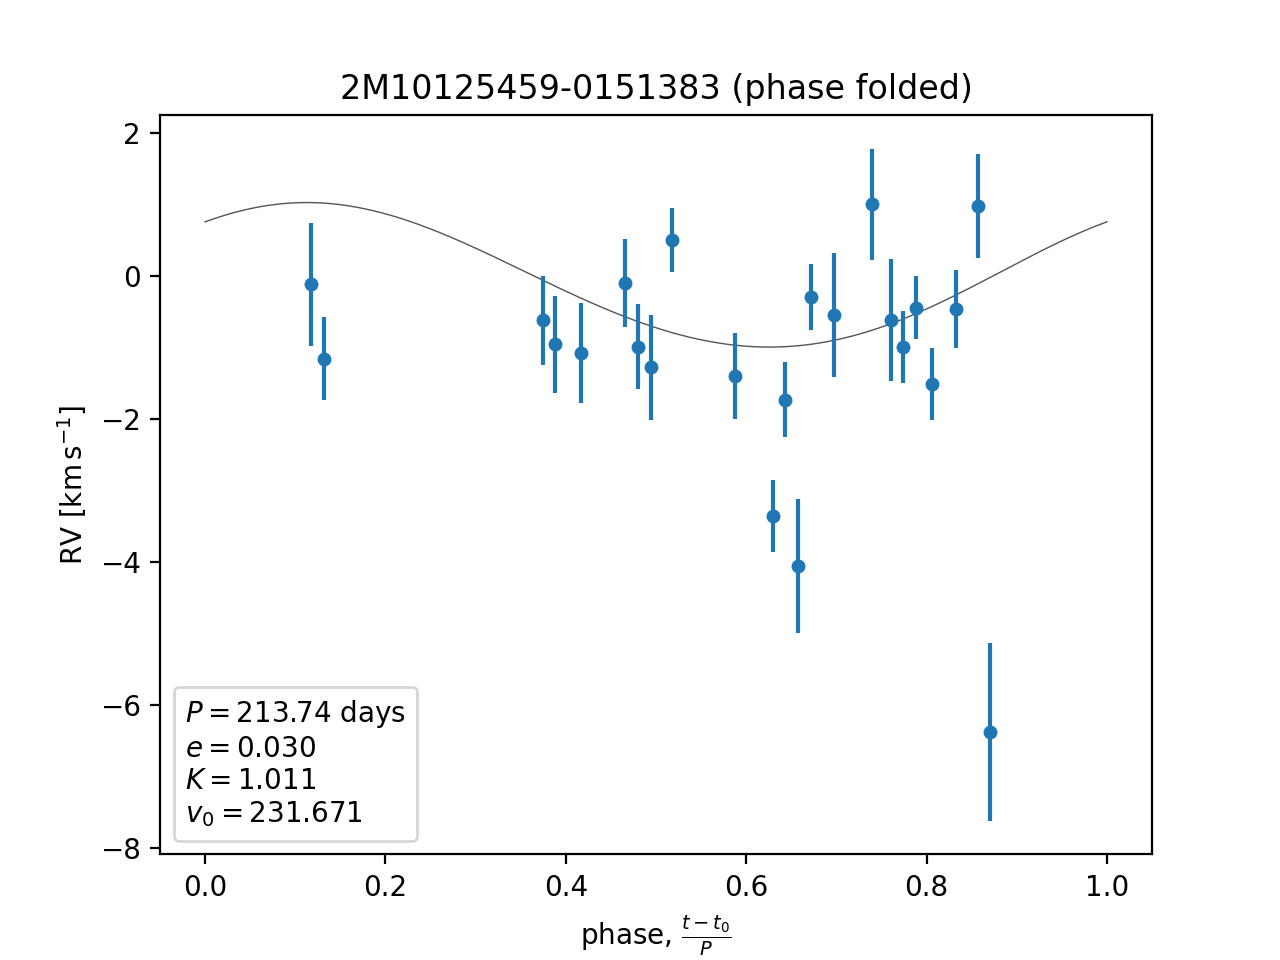 2M10125459-0151383 (phase folded)
2
0
−2
−4
−6
−8
RV [km s⁻¹]
P = 213.74 days
e = 0.030
K = 1.011
v₀ = 231.671
0.0 0.2 0.4 0.6 0.8 1.0
phase, (t − t₀)/P